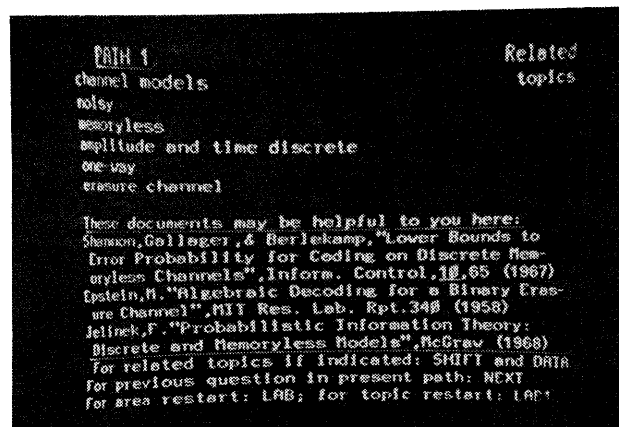 PATH 1 Related
channel models topics
noisy
memoryless
amplitude and time discrete
one-way
erasure channel
These documents may be helpful to you here:
Shannon,Gallager,& Berlekamp,"Lower Bounds to
Error Probability for Coding on Discrete Mem-
oryless Channels",Inform. Control,10,65 (1967)
Epstein,M."Algebraic Decoding for a Binary Eras-
ure Channel",MIT Res. Lab. Rpt.340 (1958)
Jelinek,F."Probabilistic Information Theory:
Discrete and Memoryless Models",McGraw (1968)
For related topics if indicated: SHIFT and DATA
For previous question in present path: NEXT
For area restart: LAB; for topic restart: LAB1